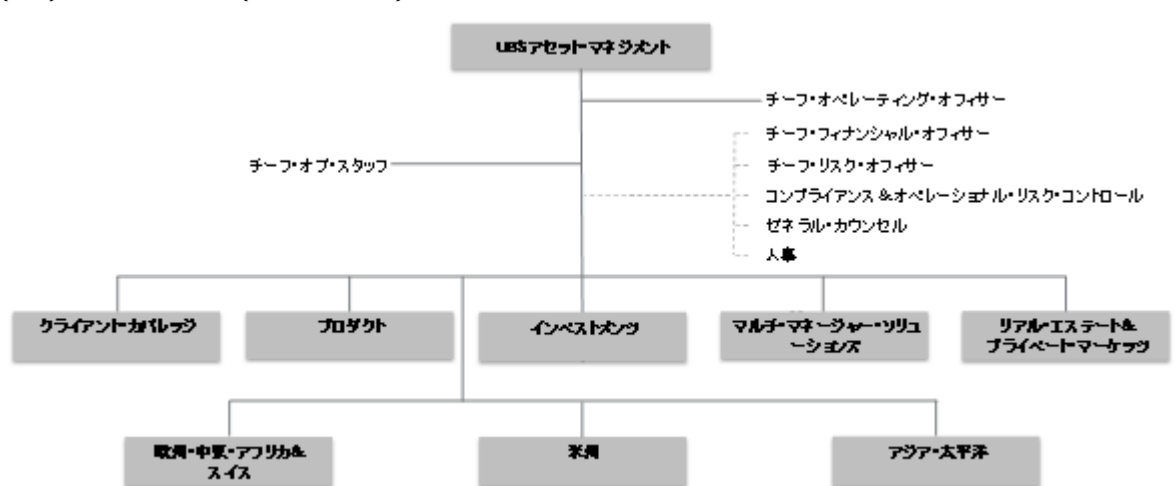 UBSアセット・マネジメント
チーフ・オペレーティング・オフィサー
チーフ・フィナンシャル・オフィサー
チーフ・オブ・スタッフ
チーフ・リスク・オフィサー
コンプライアンス&オペレーショナル・リスク・コントロール
ゼネラル・カウンセル
人事
クライアント・カバレッジ
プロダクト
インベストメンツ
マルチ・マネージャー・ソリュ
ーションズ
リアル・エステート&
プライベート・マーケッツ
欧州・中東・アフリカ&
スイス
米州
アジア・太平洋